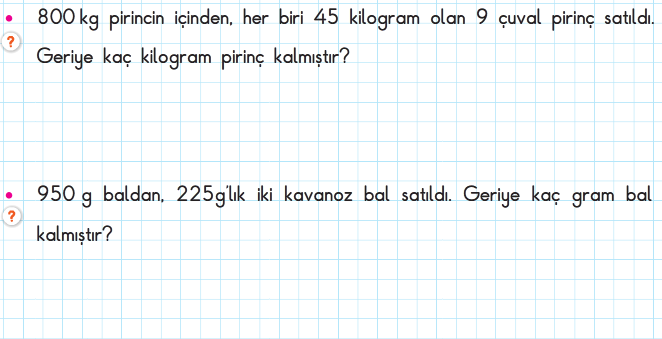 • 800 kg pirincin içinden, her biri 45 kilogram olan 9 çuval pirinç satıldı.
? Geriye kaç kilogram pirinç kalmıştır?
• 950 g baldan, 225g'lık iki kavanoz bal satıldı. Geriye kaç gram bal
? kalmıştır?